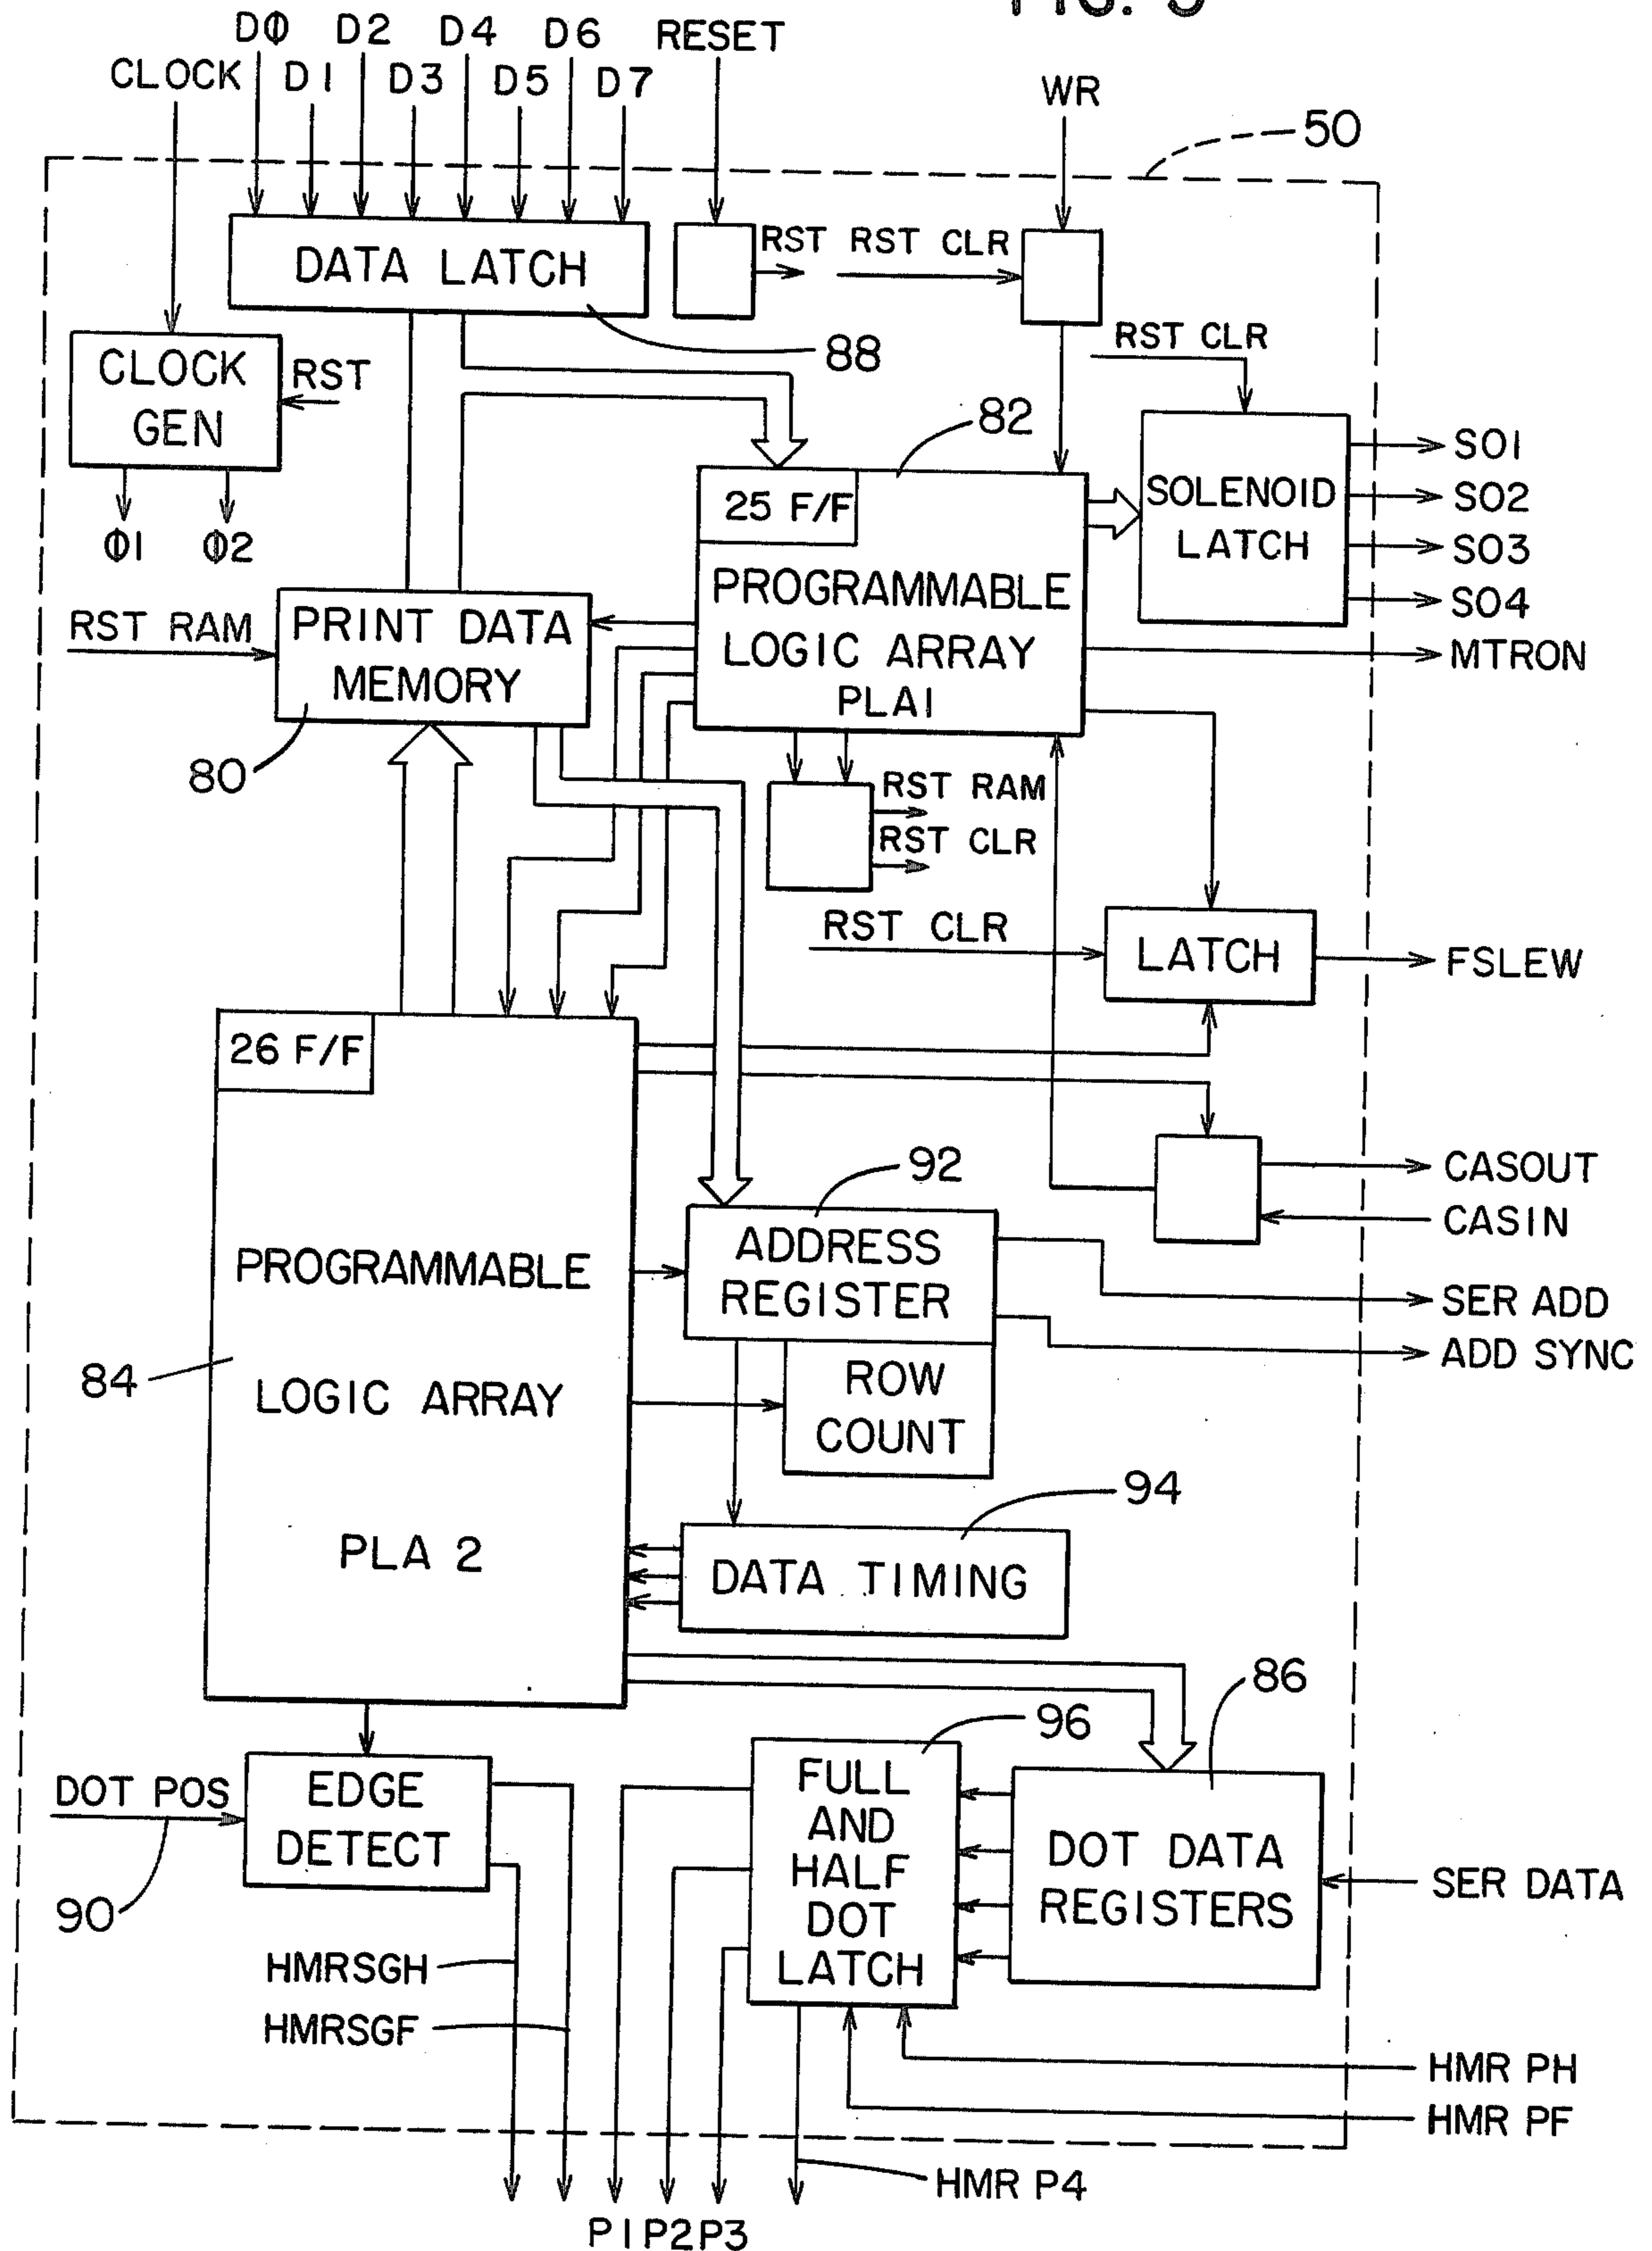 FIG. 5
DΦ D2 D4 D6 RESET
CLOCK D1 D3 D5 D7 WR
50
DATA LATCH
RST RST CLR
88
RST CLR
CLOCK
GEN
RST
Φ1 Φ2
82
25 F/F
PROGRAMMABLE
LOGIC ARRAY
PLA1
SOLENOID
LATCH
SO1
SO2
SO3
SO4
MTRON
RST RAM
PRINT DATA
MEMORY
80
RST RAM
RST CLR
RST CLR
LATCH
FSLEW
26 F/F
PROGRAMMABLE
LOGIC ARRAY
PLA 2
84
92
CASOUT
CASIN
ADDRESS
REGISTER
SER ADD
ADD SYNC
ROW
COUNT
94
DATA TIMING
86
96
DOT POS
90
EDGE
DETECT
FULL
AND
HALF
DOT
LATCH
DOT DATA
REGISTERS
SER DATA
HMRSGH
HMRSGF
HMR PH
HMR PF
HMR P4
P1 P2 P3